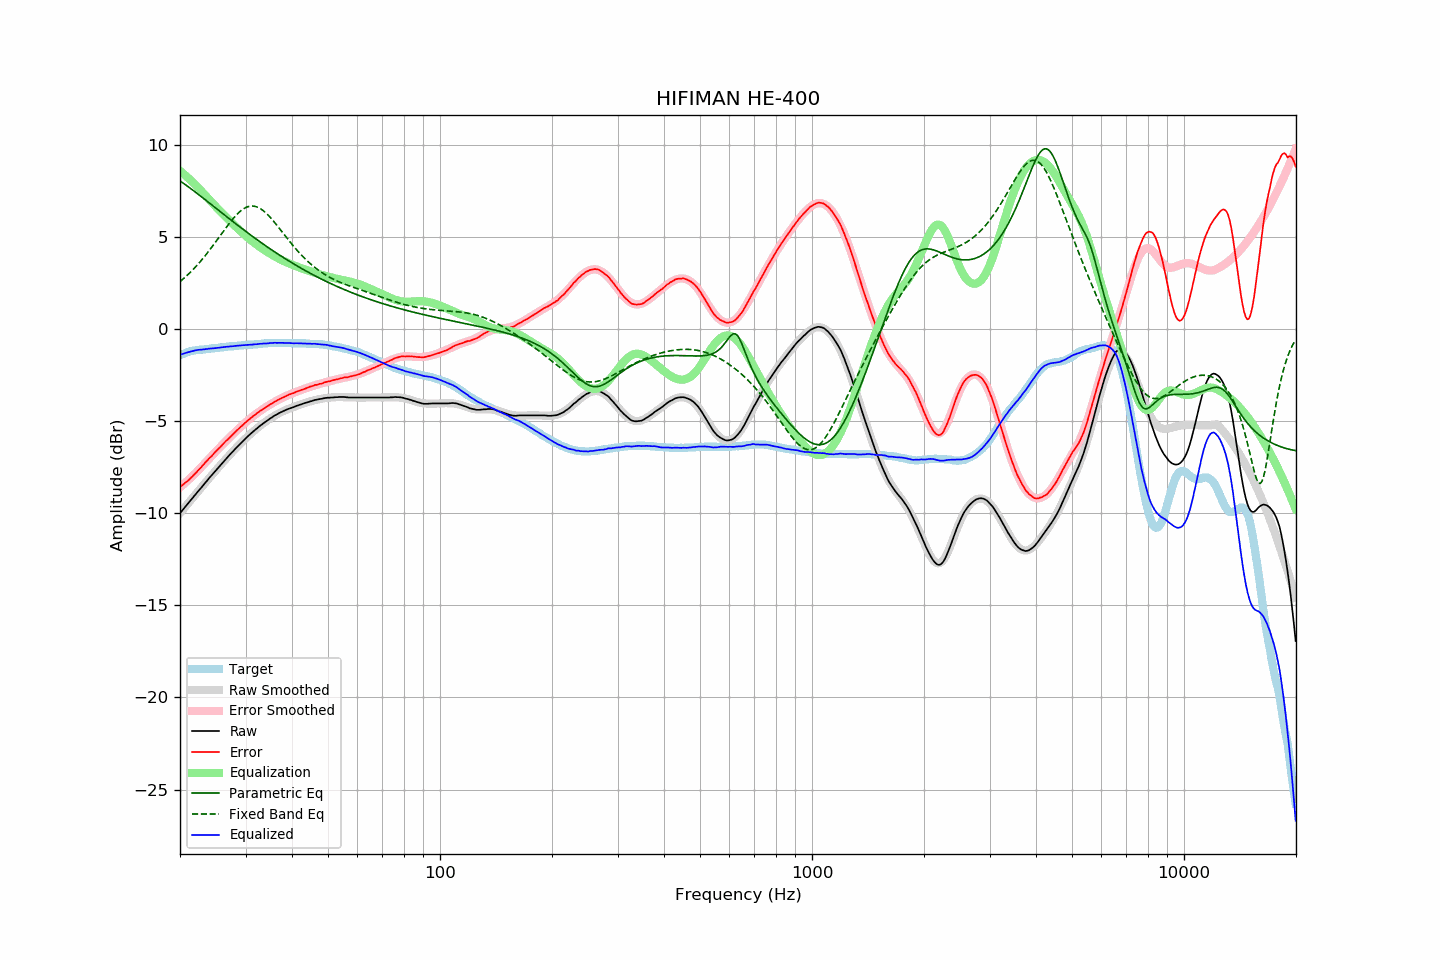 HIFIMAN HE-400
Amplitude (dBr)
10
5
0
−5
−10
−15
−20
−25
Target
Raw Smoothed
Error Smoothed
Raw
Error
Equalization
Parametric Eq
Fixed Band Eq
Equalized
100
1000
10000
Frequency (Hz)